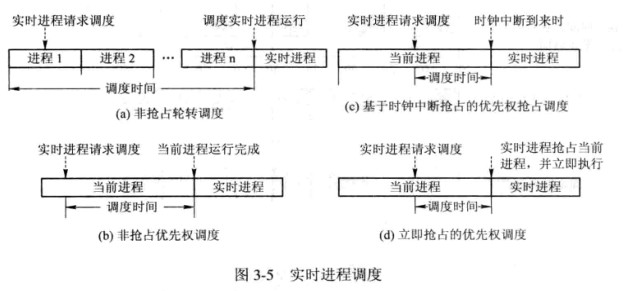 实时进程请求调度
调度实时进程运行
进程 1
进程 2
···
进程 n
实时进程
调度时间
(a) 非抢占轮转调度
实时进程请求调度
时钟中断到来时
当前进程
实时进程
调度时间
(c) 基于时钟中断抢占的优先权抢占调度
实时进程请求调度
当前进程运行完成
当前进程
实时进程
调度时间
(b) 非抢占优先权调度
实时进程请求调度
实时进程抢占当前
进程，并立即执行
当前进程
实时进程
调度时间
(d) 立即抢占的优先权调度
图 3-5 实时进程调度